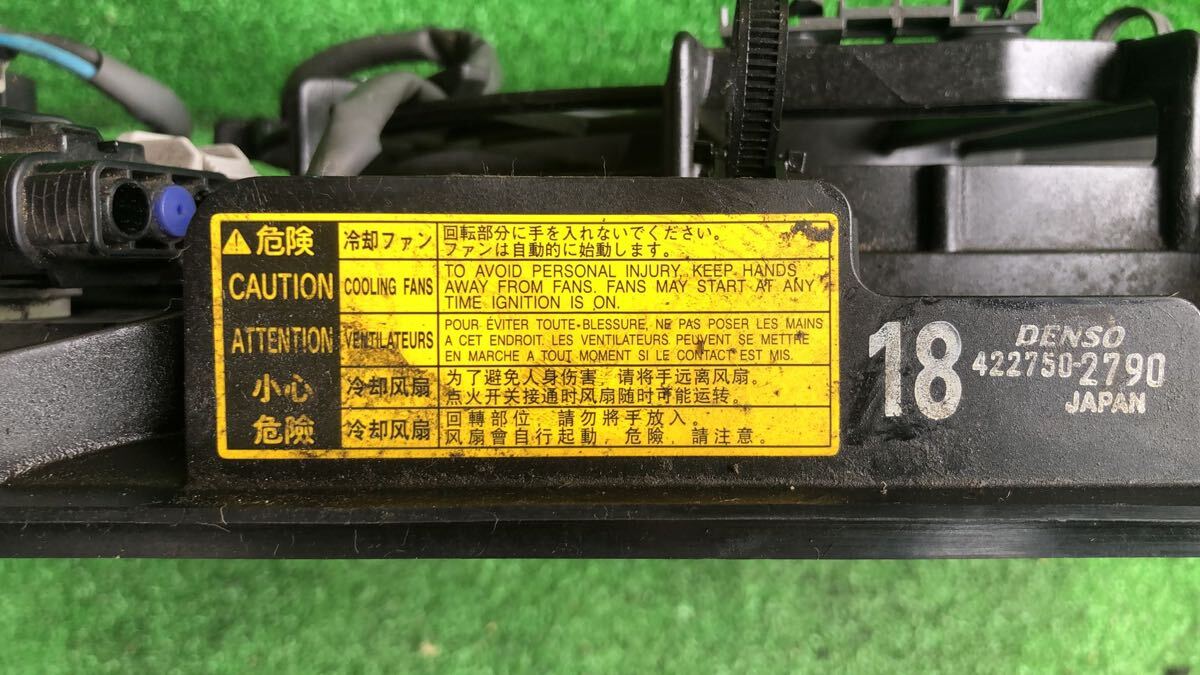 危険
冷却ファン
回転部分に手を入れないでください。
ファンは自動的に始動します。
CAUTION
COOLING FANS
TO AVOID PERSONAL INJURY, KEEP HANDS
AWAY FROM FANS. FANS MAY START AT ANY
TIME IGNITION IS ON.
ATTENTION
VENTILATEURS
POUR ÉVITER TOUTE-BLESSURE, NE PAS POSER LES MAINS
A CET ENDROIT. LES VENTILATEURS PEUVENT SE METTRE
EN MARCHE A TOUT MOMENT SI LE CONTACT EST MIS.
小心
冷却风扇
为了避免人身伤害，请将手远离风扇。
点火开关接通时风扇随时可能运转。
危險
冷却风扇
回轉部位，請勿將手放入。
风扇會自行起動，危險，請注意。
18
DENSO
422750-2790
JAPAN